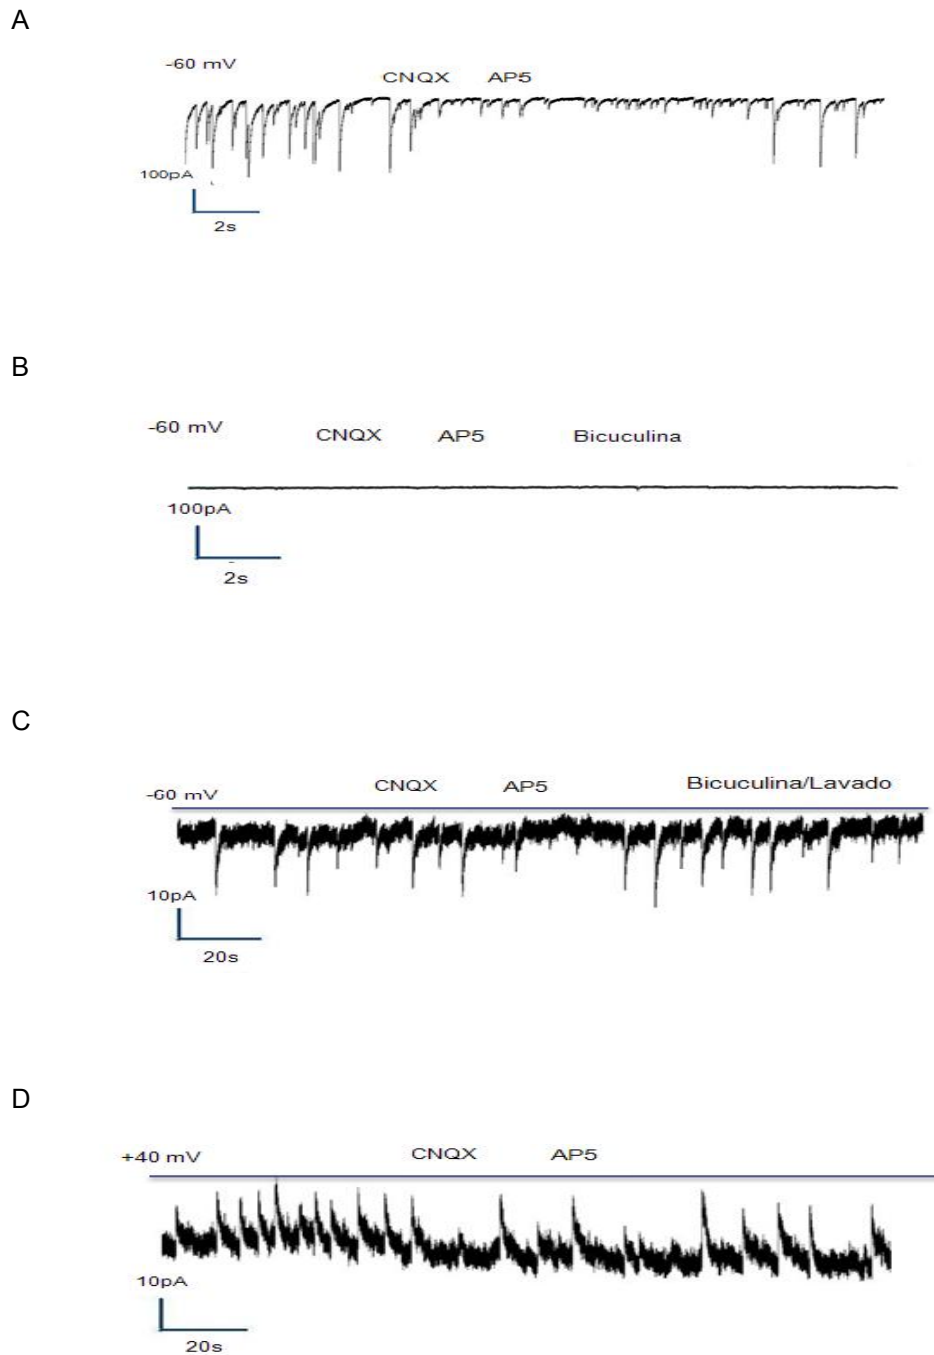 A
-60 mV
CNQX AP5
100pA
2s
B
-60 mV
CNQX AP5 Bicuculina
100pA
2s
C
-60 mV
CNQX AP5 Bicuculina/Lavado
10pA
20s
D
+40 mV
CNQX AP5
10pA
20s